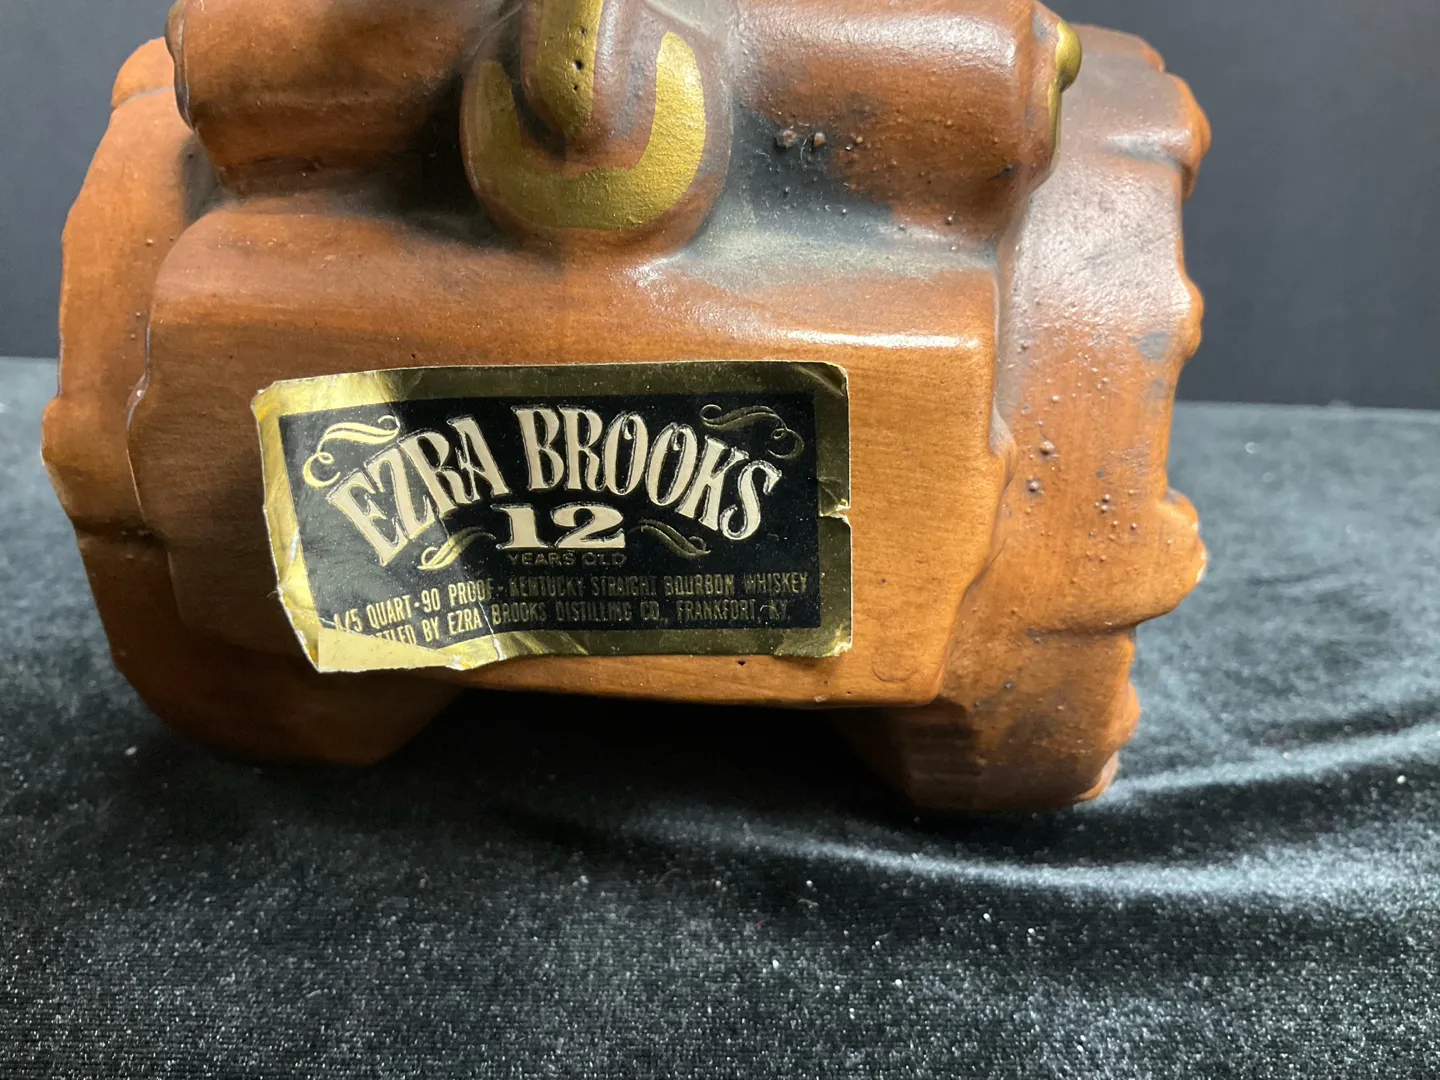 EZRA BROOKS
12
YEARS OLD
4/5 QUART • 90 PROOF - KENTUCKY STRAIGHT BOURBON WHISKEY
BY EZRA BROOKS DISTILLING CO., FRANKFORT, KY.